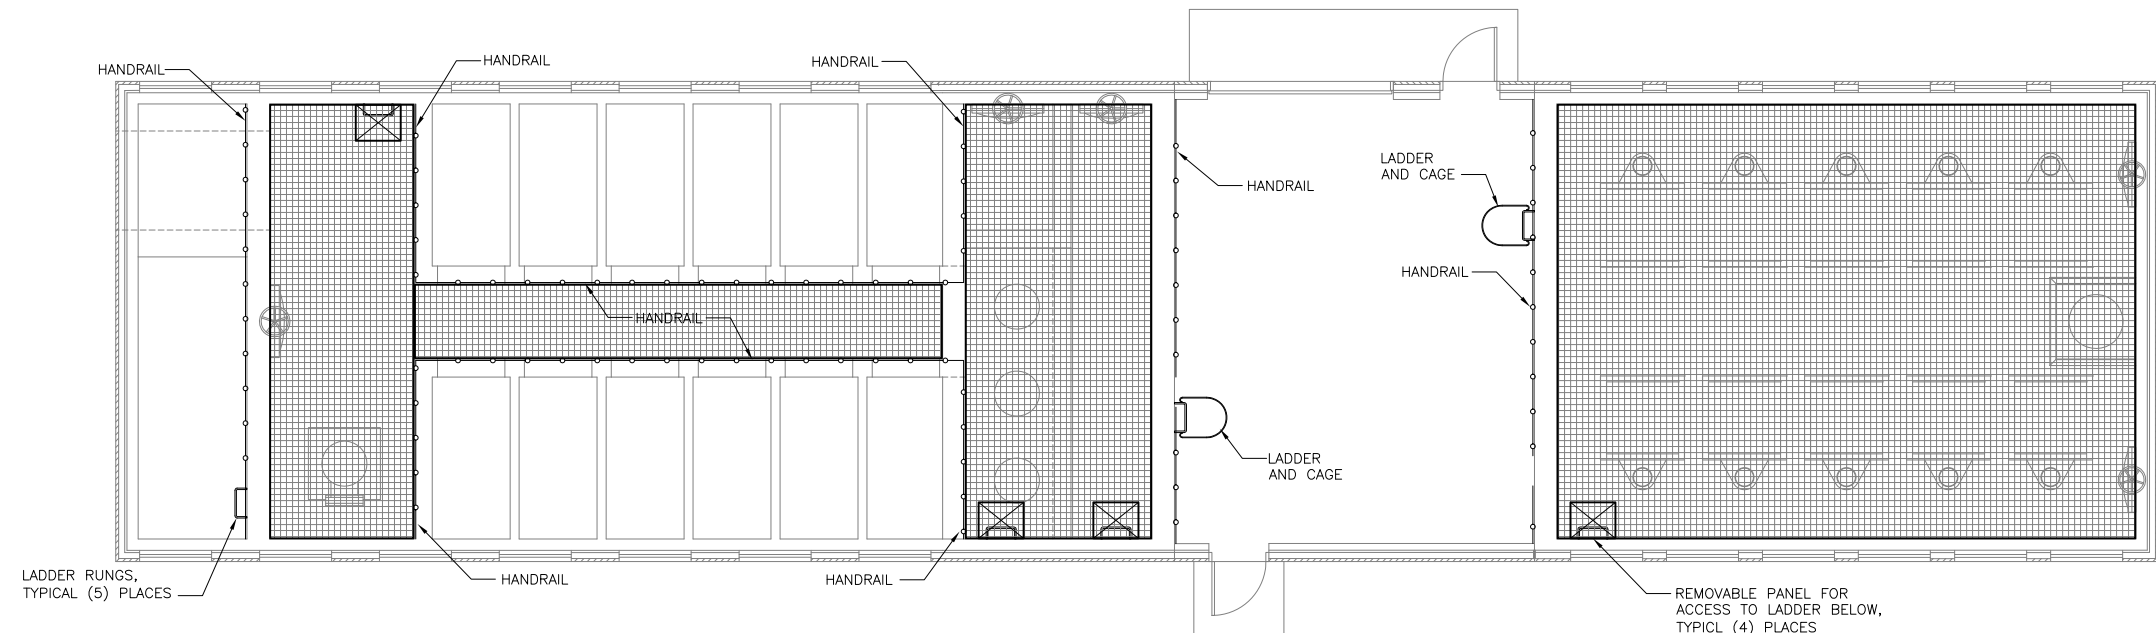 HANDRAIL
HANDRAIL
HANDRAIL
LADDER
AND CAGE
HANDRAIL
HANDRAIL
HANDRAIL
LADDER
AND CAGE
LADDER RUNGS,
TYPICAL (5) PLACES
HANDRAIL
HANDRAIL
REMOVABLE PANEL FOR
ACCESS TO LADDER BELOW,
TYPICL (4) PLACES